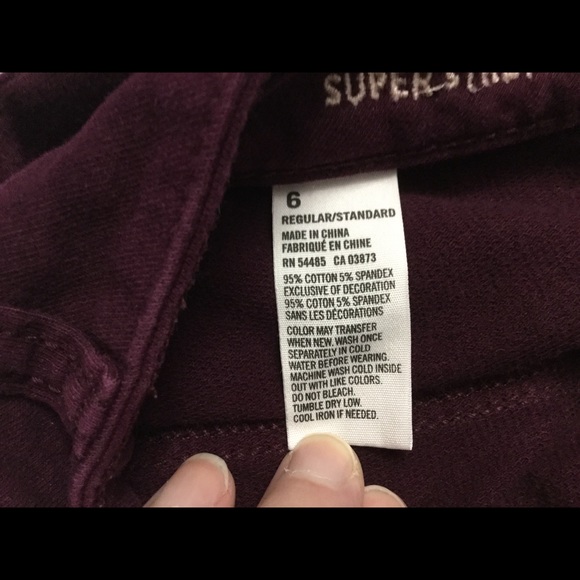 SUPER STRE
6
REGULAR/STANDARD
MADE IN CHINA
FABRIQUÉ EN CHINE
RN 54485 CA 03873
95% COTTON 5% SPANDEX
EXCLUSIVE OF DECORATION
95% COTON 5% SPANDEX
SANS LES DÉCORATIONS
COLOR MAY TRANSFER
WHEN NEW. WASH ONCE
SEPARATELY IN COLD
WATER BEFORE WEARING.
MACHINE WASH COLD INSIDE
OUT WITH LIKE COLORS.
DO NOT BLEACH.
TUMBLE DRY LOW.
COOL IRON IF NEEDED.